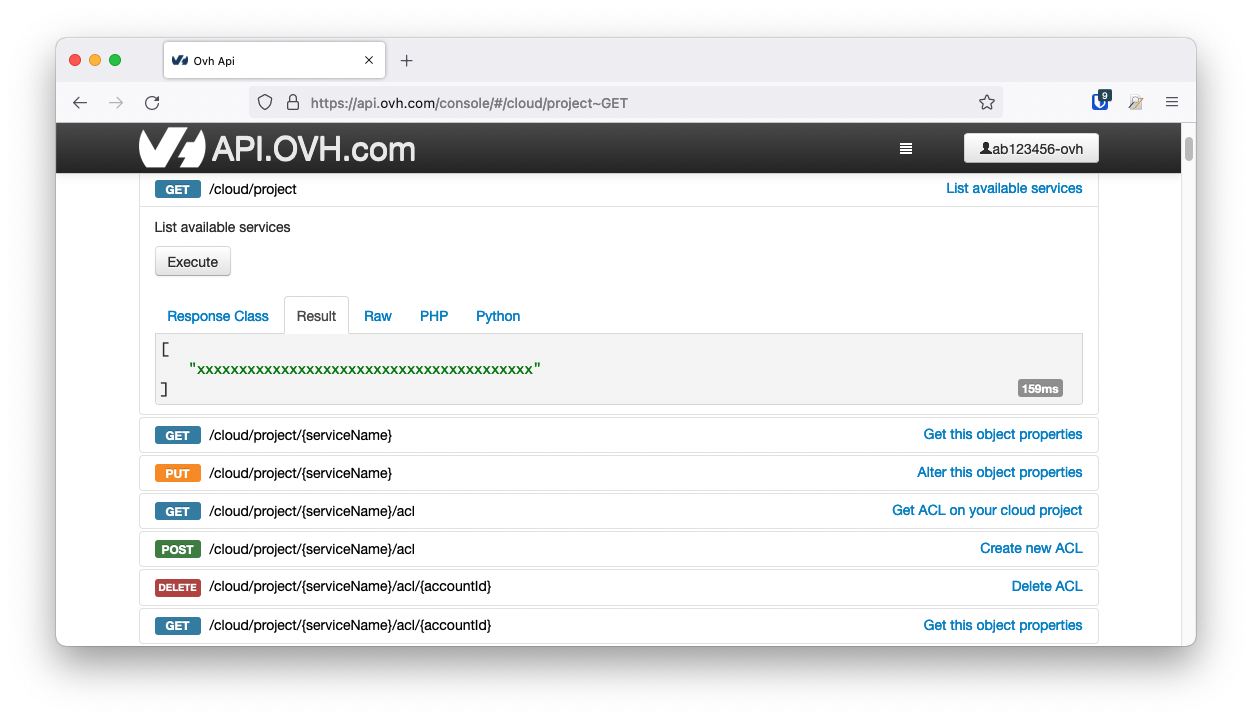 Ovh Api
https://api.ovh.com/console/#/cloud/project~GET
9
API.OVH.com
ab123456-ovh
GET /cloud/project List available services
List available services
Execute
Response Class Result Raw PHP Python
[
"xxxxxxxxxxxxxxxxxxxxxxxxxxxxxxxxxxxxxxxx"
]
159ms
GET /cloud/project/{serviceName} Get this object properties
PUT /cloud/project/{serviceName} Alter this object properties
GET /cloud/project/{serviceName}/acl Get ACL on your cloud project
POST /cloud/project/{serviceName}/acl Create new ACL
DELETE /cloud/project/{serviceName}/acl/{accountId} Delete ACL
GET /cloud/project/{serviceName}/acl/{accountId} Get this object properties